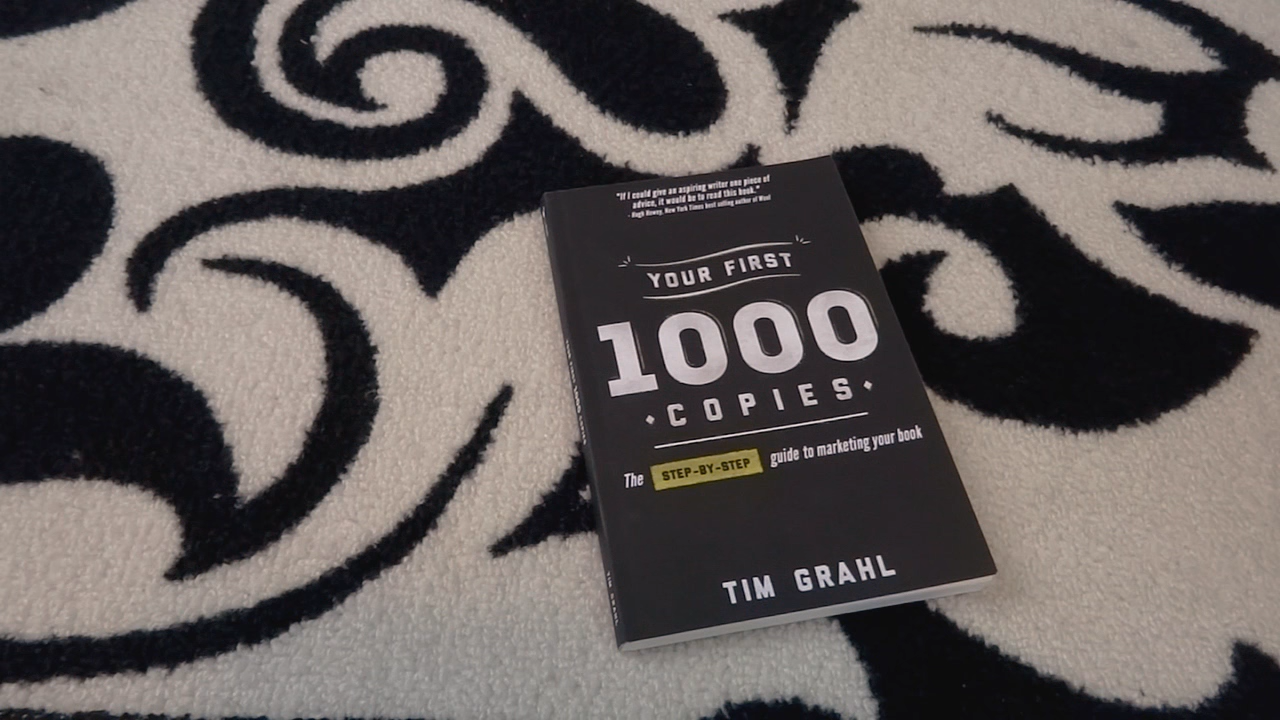 "If I could give an aspiring writer one piece of
advice, it would be to read this book."
- Hugh Howey, New York Times best selling author of Wool
YOUR FIRST
1000
COPIES
The STEP-BY-STEP guide to marketing your book
TIM GRAHL
TIM GRAHL